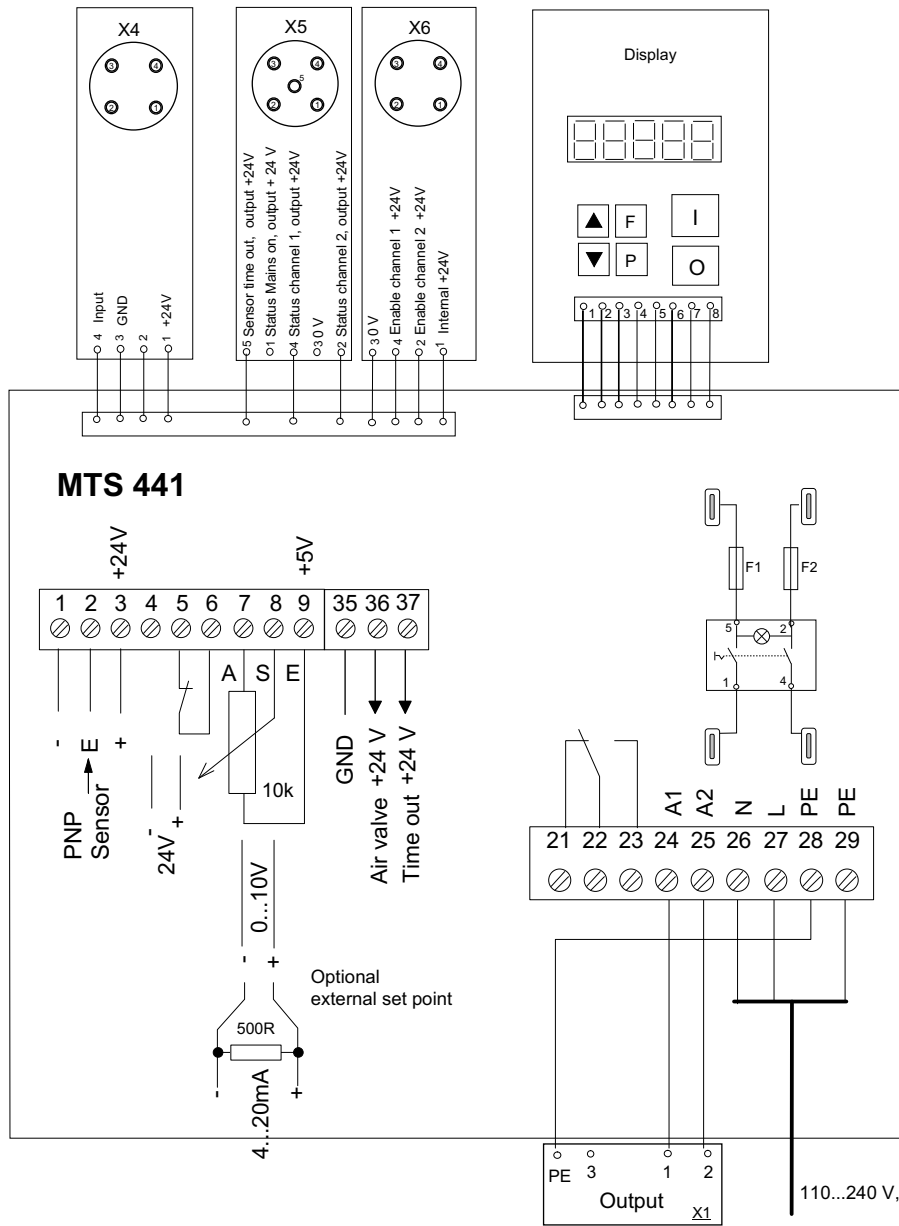 X4
3 4
2 1
4 Input
3 GND
2
1 +24V
X5
3 4
5
2 1
5 Sensor time out, output +24V
1 Status Mains on, output + 24 V
4 Status channel 1, output +24V
3 0 V
2 Status channel 2, output +24V
X6
3 4
2 1
3 0 V
4 Enable channel 1 +24V
2 Enable channel 2 +24V
1 Internal +24V
Display
F
P
I
O
1 2 3 4 5 6 7 8
MTS 441
+24V
+5V
1 2 3 4 5 6 7 8 9 35 36 37
A S E
- E +
PNP
Sensor
- +
24V
10k
GND
Air valve +24 V
Time out +24 V
0...10V
- +
Optional
external set point
500R
- +
4...20mA
F1
F2
5 2
1 4
A1
A2
N
L
PE
PE
21 22 23 24 25 26 27 28 29
PE 3 1 2
Output
X1
110...240 V,